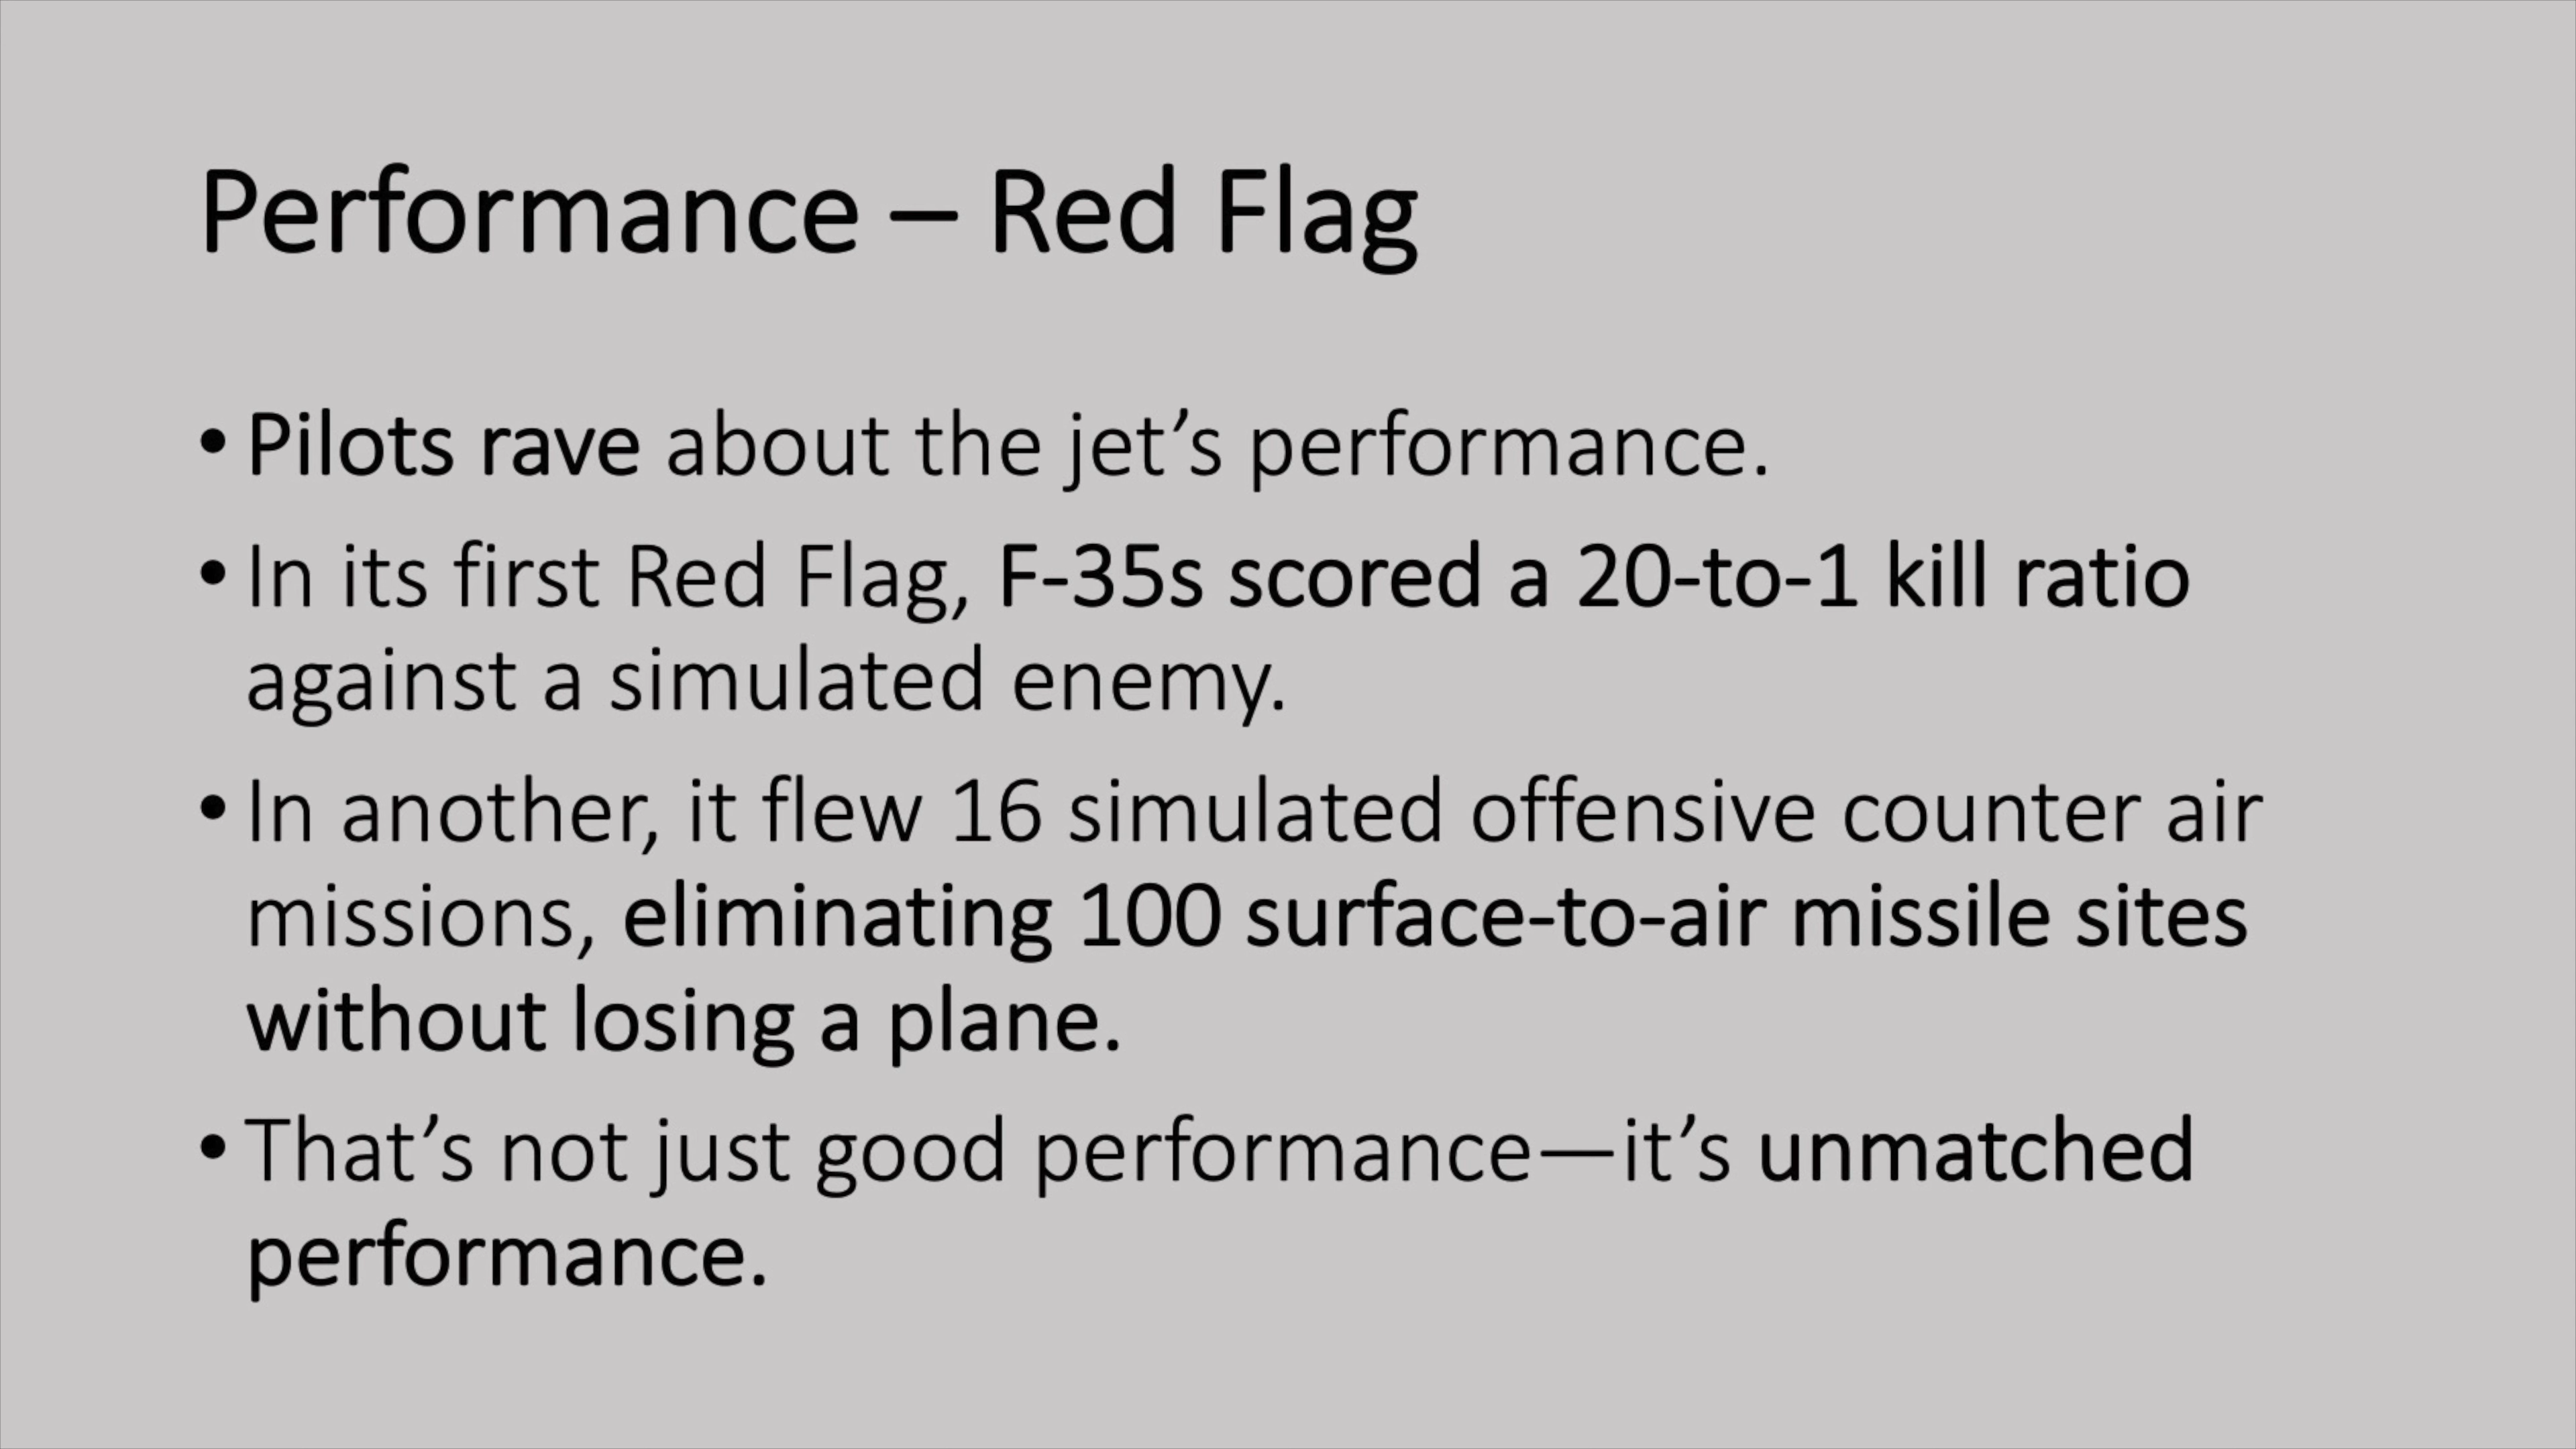 Performance – Red Flag
• Pilots rave about the jet’s performance.
• In its first Red Flag, F-35s scored a 20-to-1 kill ratio
against a simulated enemy.
• In another, it flew 16 simulated offensive counter air
missions, eliminating 100 surface-to-air missile sites
without losing a plane.
• That’s not just good performance—it’s unmatched
performance.